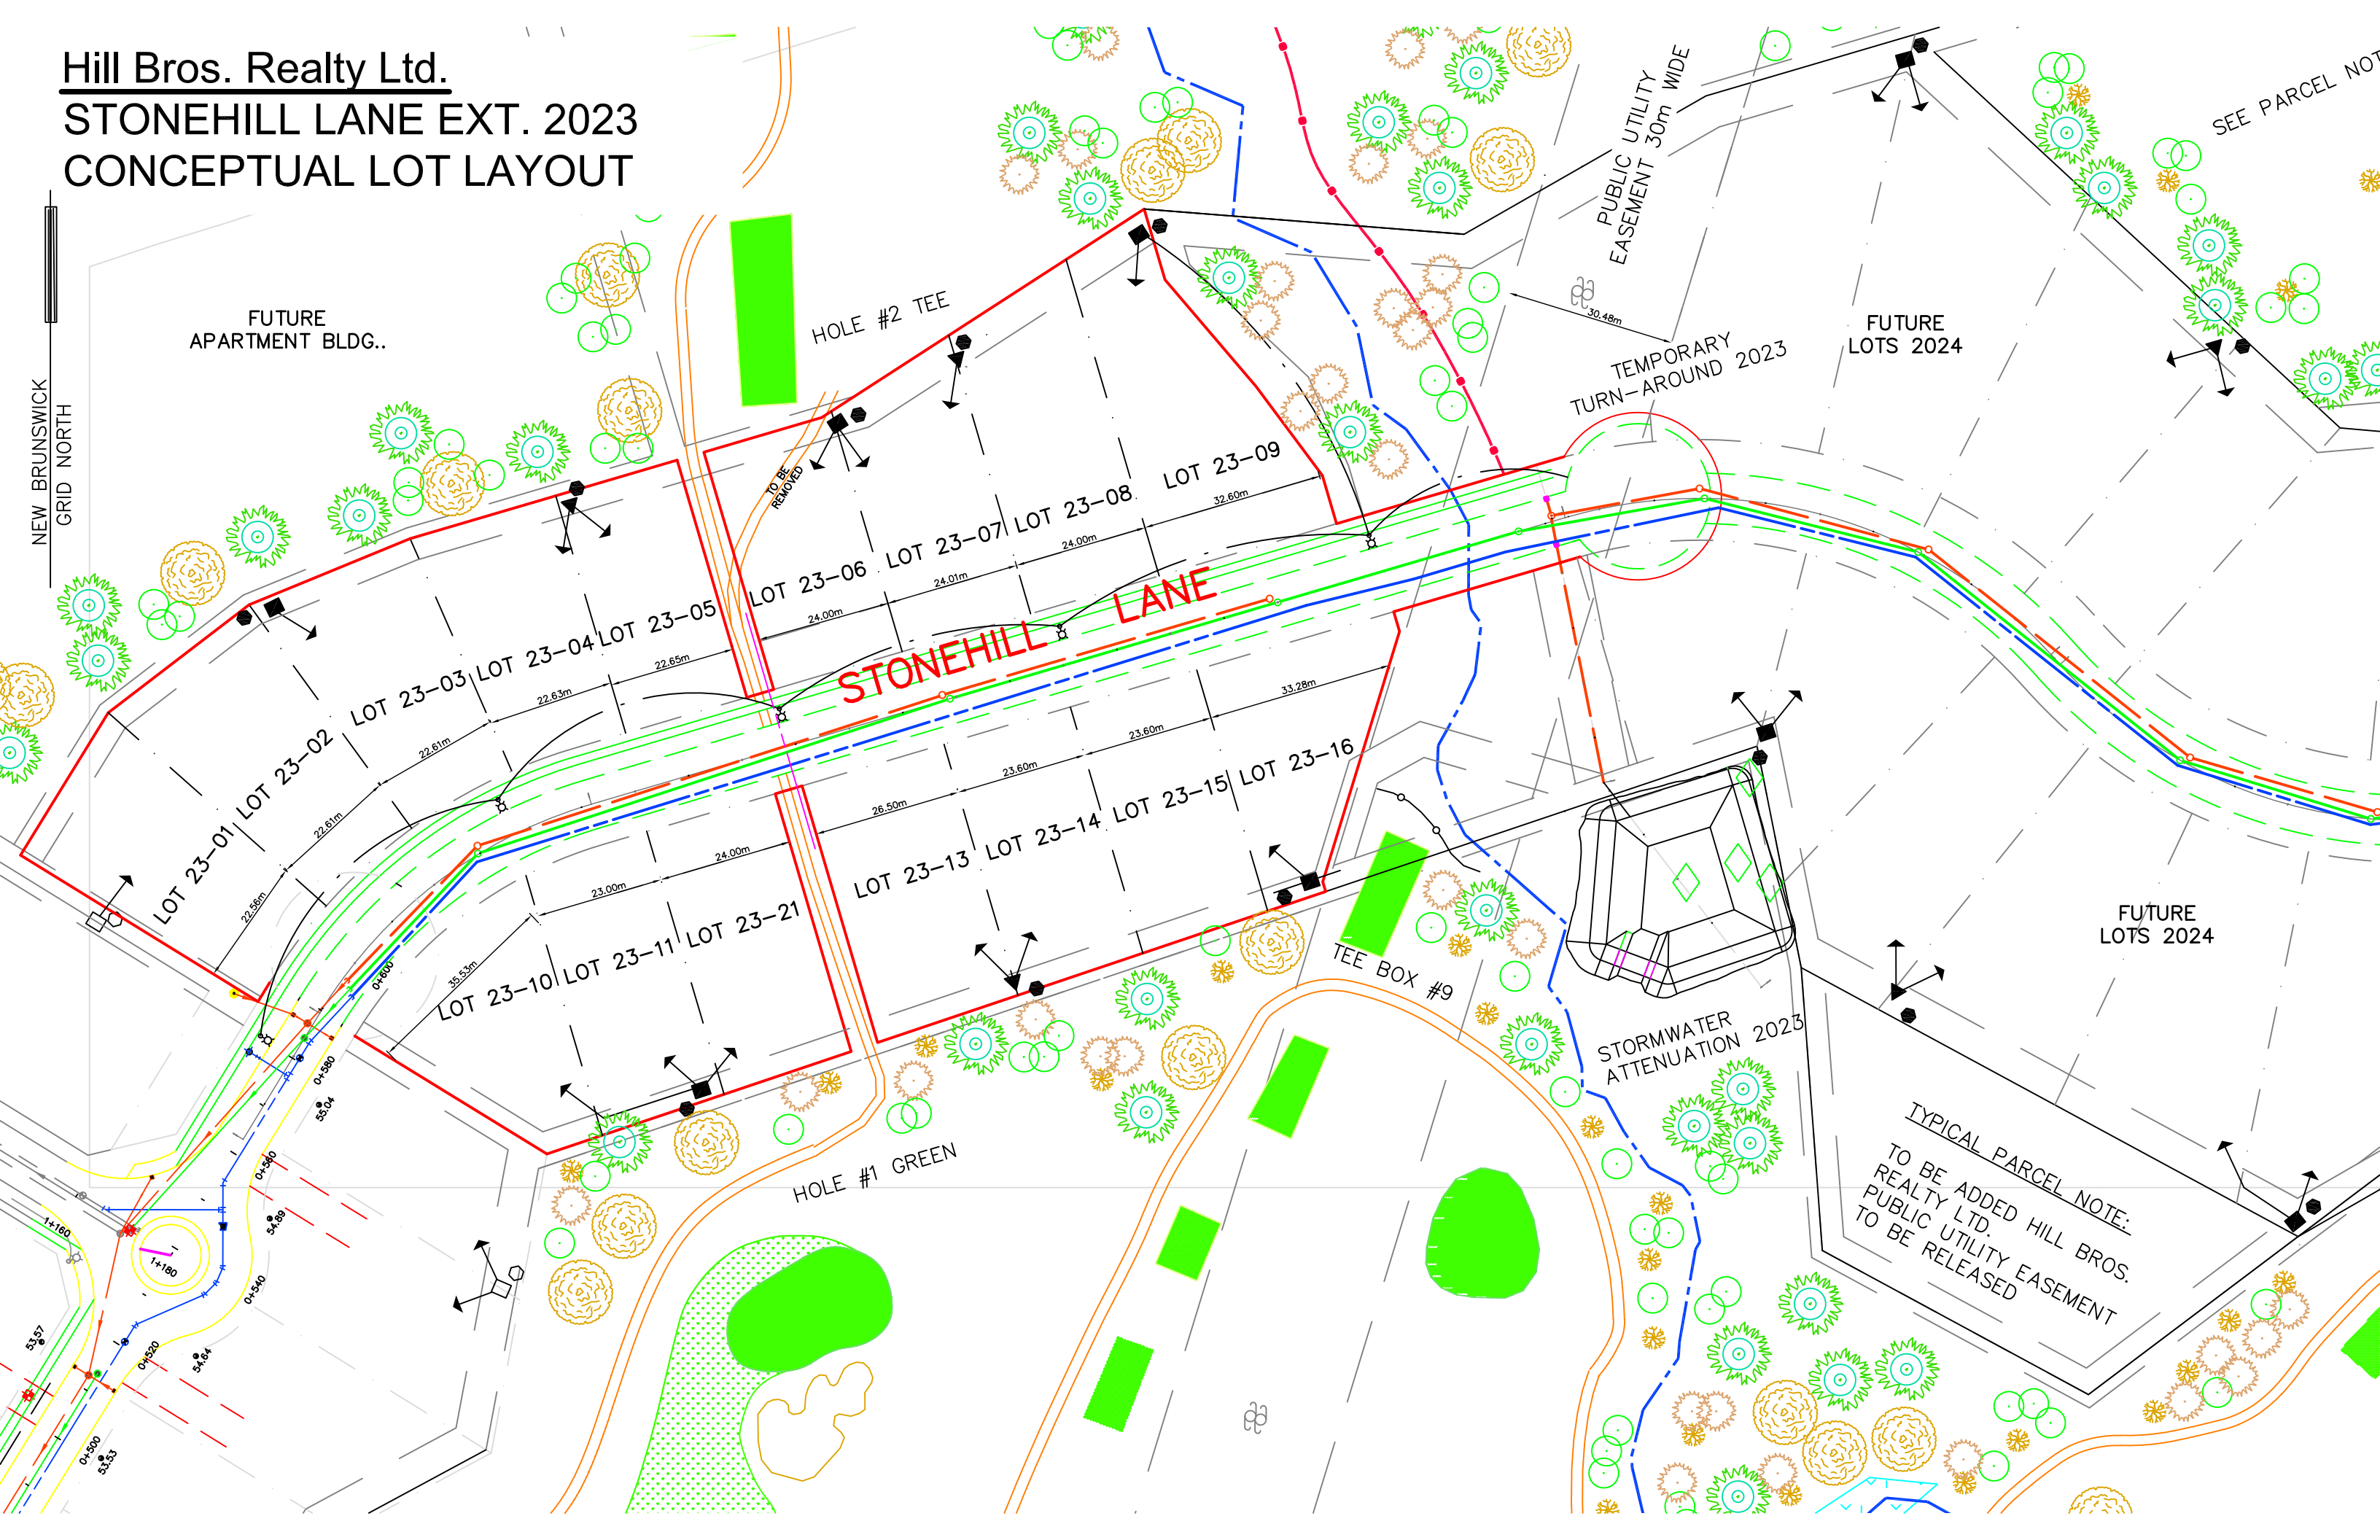 Hill Bros. Realty Ltd.
STONEHILL LANE EXT. 2023
CONCEPTUAL LOT LAYOUT
NEW BRUNSWICK
GRID NORTH
FUTURE
APARTMENT BLDG..
HOLE #2 TEE
PUBLIC UTILITY
EASEMENT 30m WIDE
SEE PARCEL NOT
30.48m
TEMPORARY
TURN-AROUND 2023
FUTURE
LOTS 2024
TO BE
REMOVED
LOT 23-01
LOT 23-02
LOT 23-03
LOT 23-04
LOT 23-05
LOT 23-06
LOT 23-07
LOT 23-08
LOT 23-09
22.56m
22.61m
22.61m
22.63m
22.65m
24.00m
24.01m
24.00m
32.60m
STONEHILL LANE
35.53m
23.00m
24.00m
26.50m
23.60m
23.60m
33.28m
LOT 23-10
LOT 23-11
LOT 23-21
LOT 23-13
LOT 23-14
LOT 23-15
LOT 23-16
TEE BOX #9
HOLE #1 GREEN
STORMWATER
ATTENUATION 2023
FUTURE
LOTS 2024
TYPICAL PARCEL NOTE:
TO BE ADDED HILL BROS.
REALTY LTD.
PUBLIC UTILITY EASEMENT
TO BE RELEASED
0+600
0+580
55.04
0+560
54.89
0+540
1+160
1+180
0+520
54.64
53.57
0+500
53.53